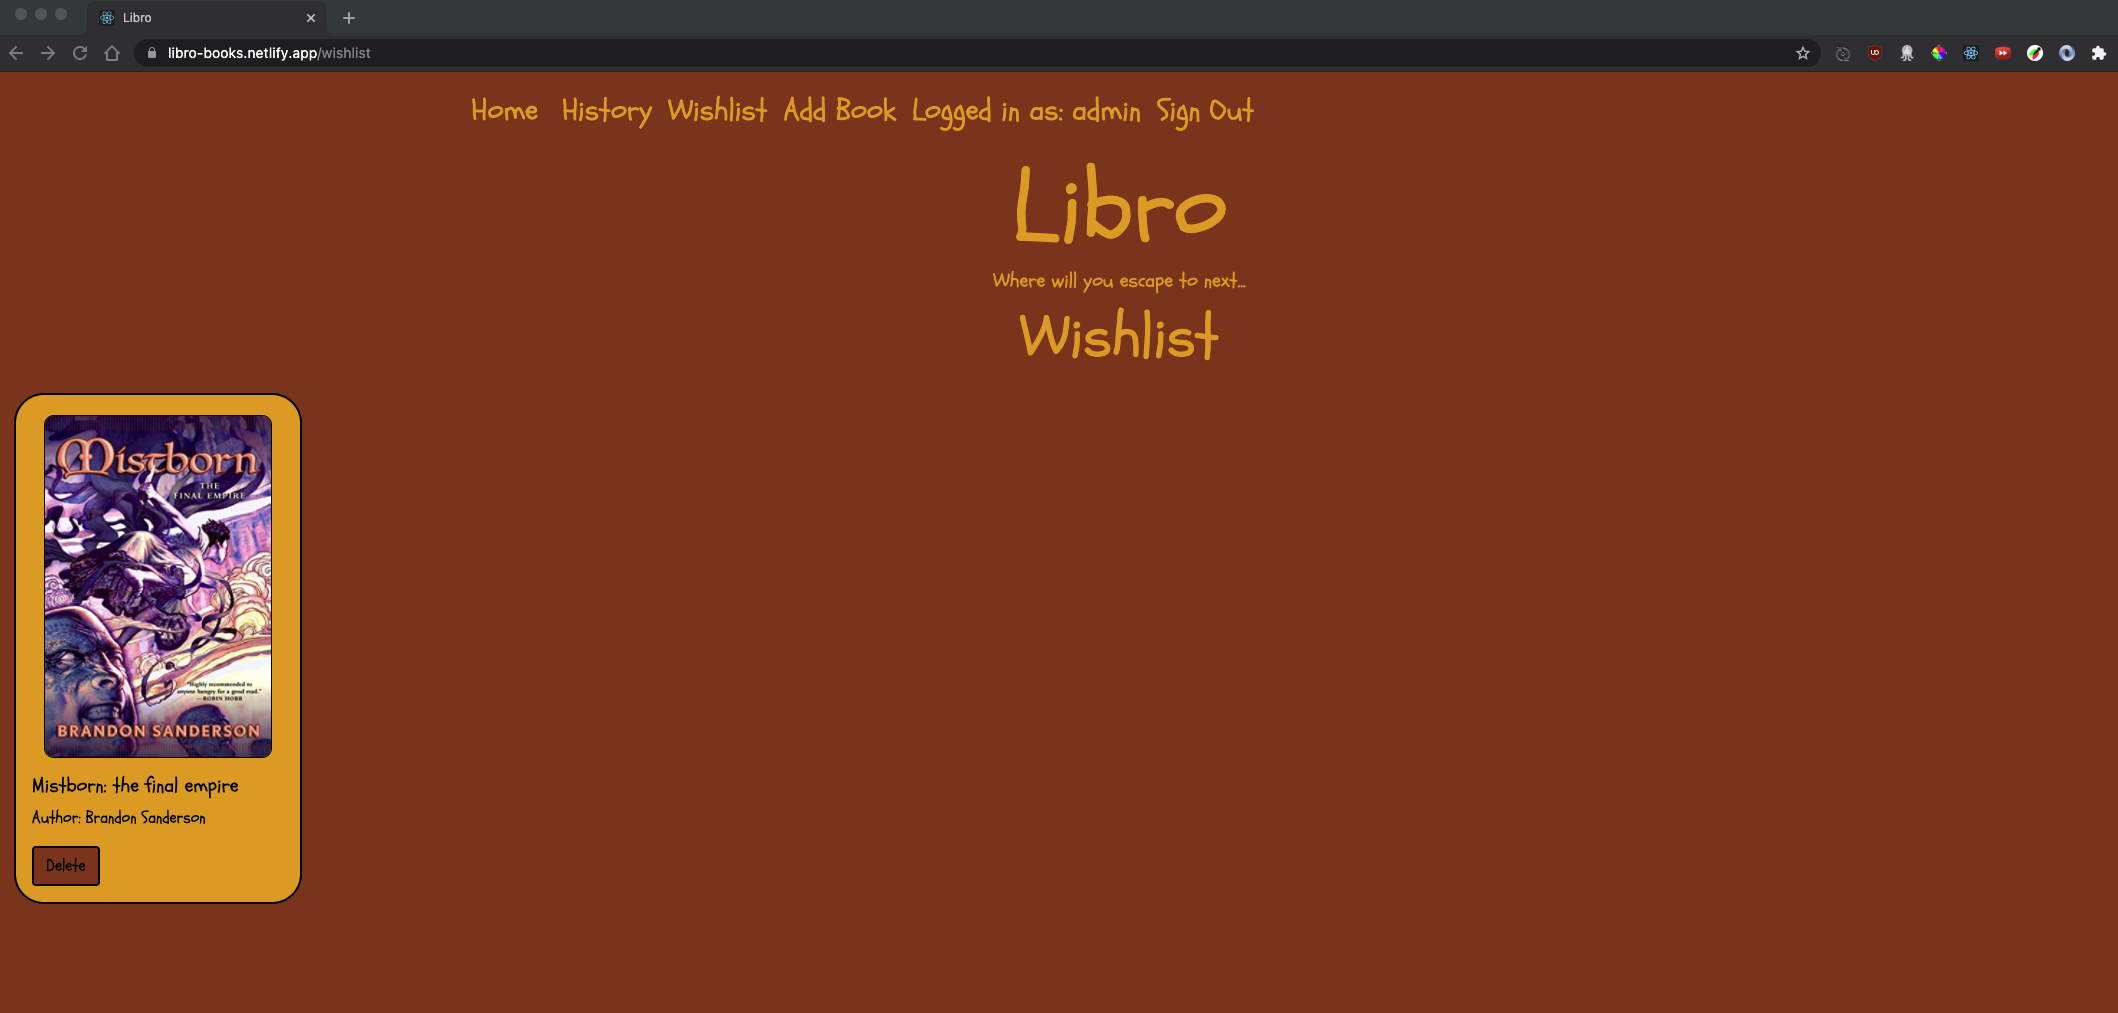 Libro
libro-books.netlify.app/wishlist
Home History Wishlist Add Book Logged in as: admin Sign Out
Libro
Where will you escape to next...
Wishlist
Mistborn
THE
FINAL EMPIRE
"Highly recommended to
anyone hungry for a good read."
—ROBIN HOBB
BRANDON SANDERSON
Mistborn: the final empire
Author: Brandon Sanderson
Delete